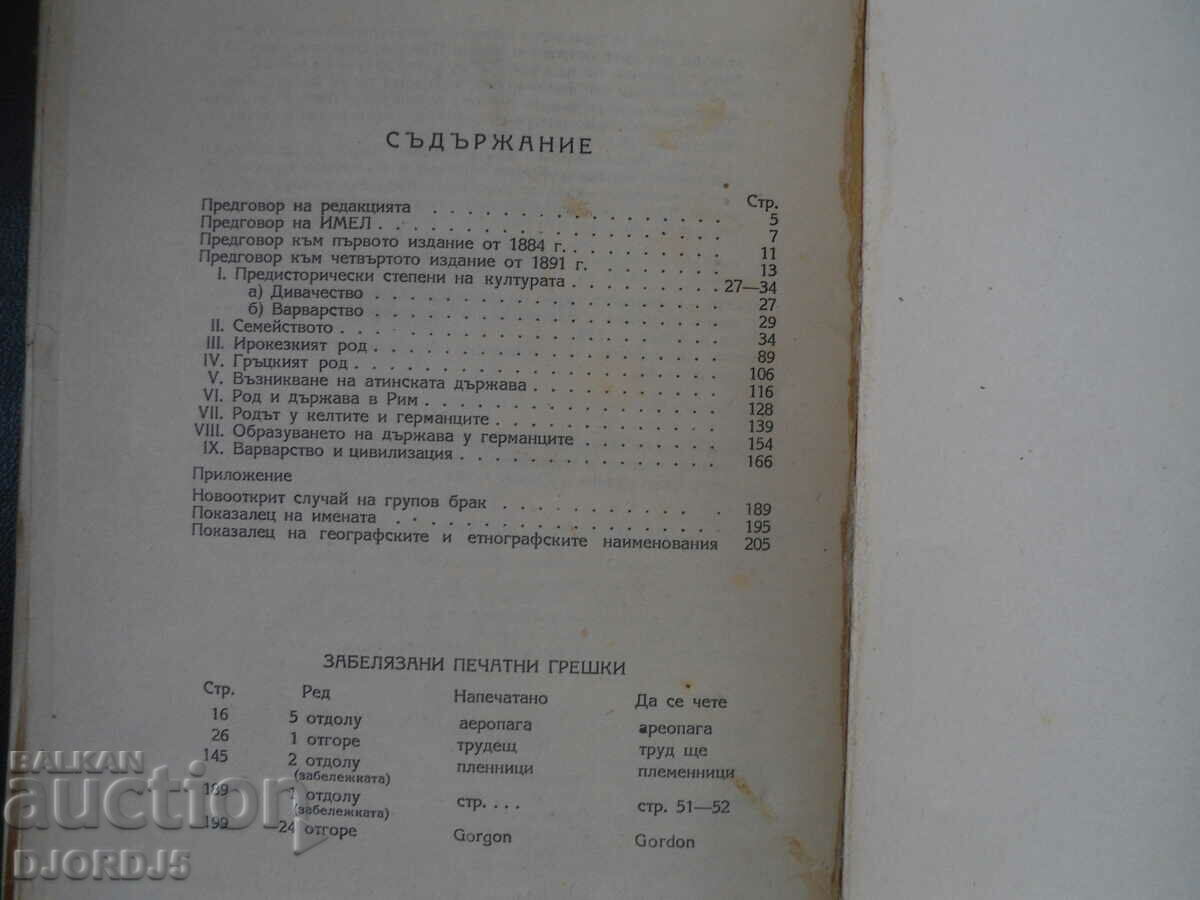 СЪДЪРЖАНИЕ
Стр.
Предговор на редакцията . . . . . . . . . . . . . . . . . 5
Предговор на ИМЕЛ . . . . . . . . . . . . . . . . . . . 7
Предговор към първото издание от 1884 г. . . . . . . . . . 11
Предговор към четвъртото издание от 1891 г. . . . . . . . 13
I. Предисторически степени на културата . . . . . . . . . 27—34
а) Дивачество . . . . . . . . . . . . . . . . . . . 27
б) Варварство . . . . . . . . . . . . . . . . . . . 29
II. Семейството . . . . . . . . . . . . . . . . . . . . 34
III. Ирокезкият род . . . . . . . . . . . . . . . . . . . 89
IV. Гръцкият род . . . . . . . . . . . . . . . . . . . 106
V. Възникване на атинската държава . . . . . . . . . . . 116
VI. Род и държава в Рим . . . . . . . . . . . . . . . . 128
VII. Родът у келтите и германците . . . . . . . . . . . . 139
VIII. Образуването на държава у германците . . . . . . . . 154
IX. Варварство и цивилизация . . . . . . . . . . . . . . 166
Приложение
Новооткрит случай на групов брак . . . . . . . . . . . . 189
Показалец на имената . . . . . . . . . . . . . . . . . 195
Показалец на географските и етнографските наименования 205
ЗАБЕЛЯЗАНИ ПЕЧАТНИ ГРЕШКИ
Стр. Ред Напечатано Да се чете
16 5 отдолу аеропага ареопага
26 1 отгоре трудещ труд ще
145 2 отдолу пленници племенници
(забележката)
189 1 отдолу стр. . . . стр. 51—52
(забележката)
199 —24 отгоре Gorgon Gordon
BALKAN
auction
DJORDJ5